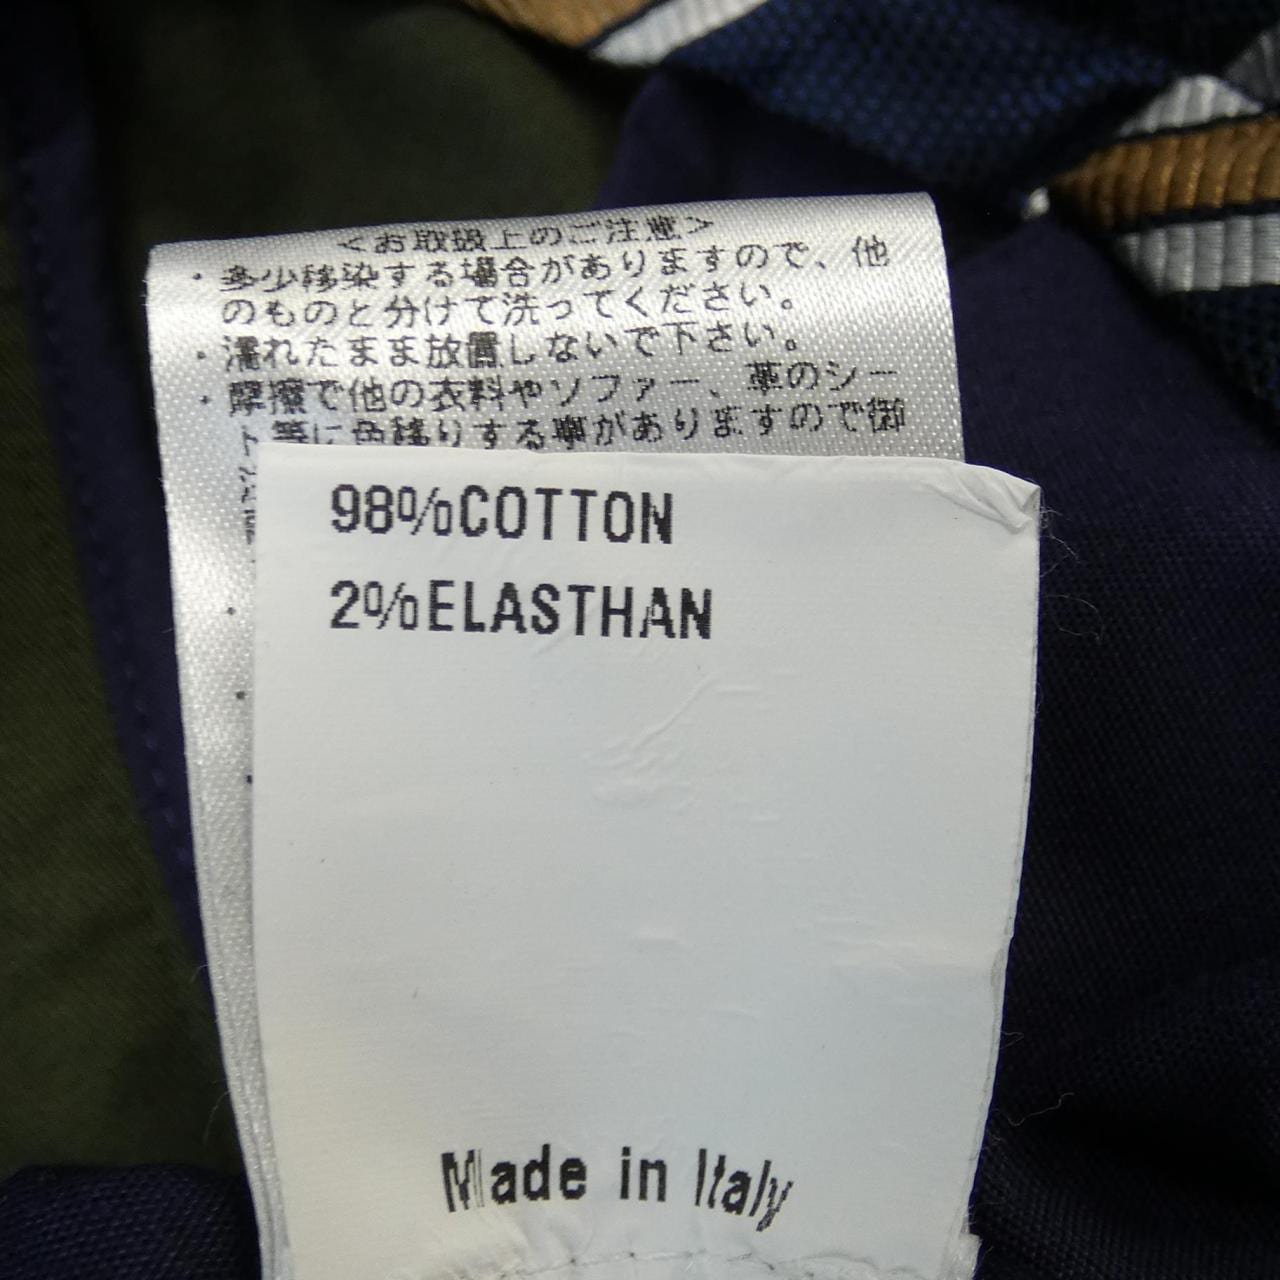 <お取扱上のご注意>
・多少移染する場合がありますので、他
のものと分けて洗ってください。
・濡れたまま放置しないで下さい。
・摩擦で他の衣料やソファー、革のシー
ト等に色移りする事がありますので御
98%COTTON
2%ELASTHAN
Made in Italy